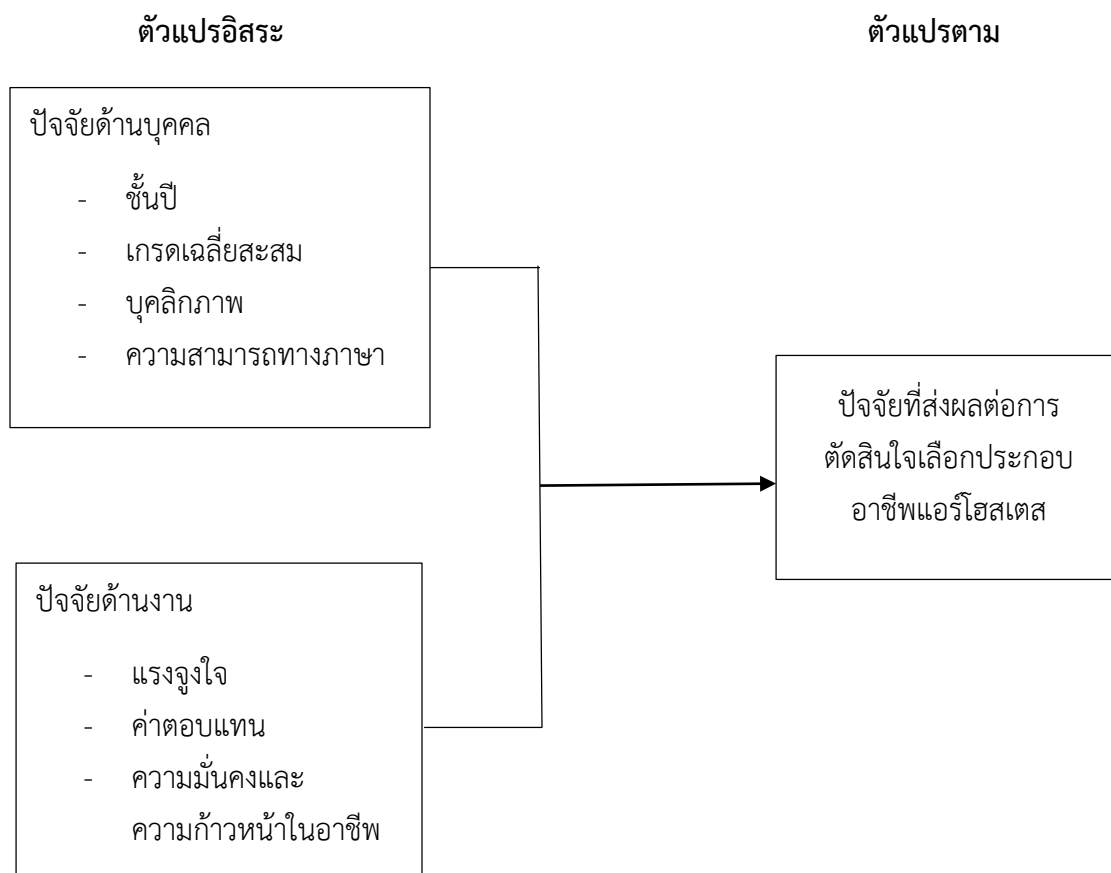 ตัวแปรอิสระ
ตัวแปรตาม
ปัจจัยด้านบุคคล
- ชั้นปี
- เกรดเฉลี่ยสะสม
- บุคลิกภาพ
- ความสามารถทางภาษา
ปัจจัยที่ส่งผลต่อการ
ตัดสินใจเลือกประกอบ
อาชีพแอร์โฮสเตส
ปัจจัยด้านงาน
- แรงจูงใจ
- ค่าตอบแทน
- ความมั่นคงและ
ความก้าวหน้าในอาชีพ